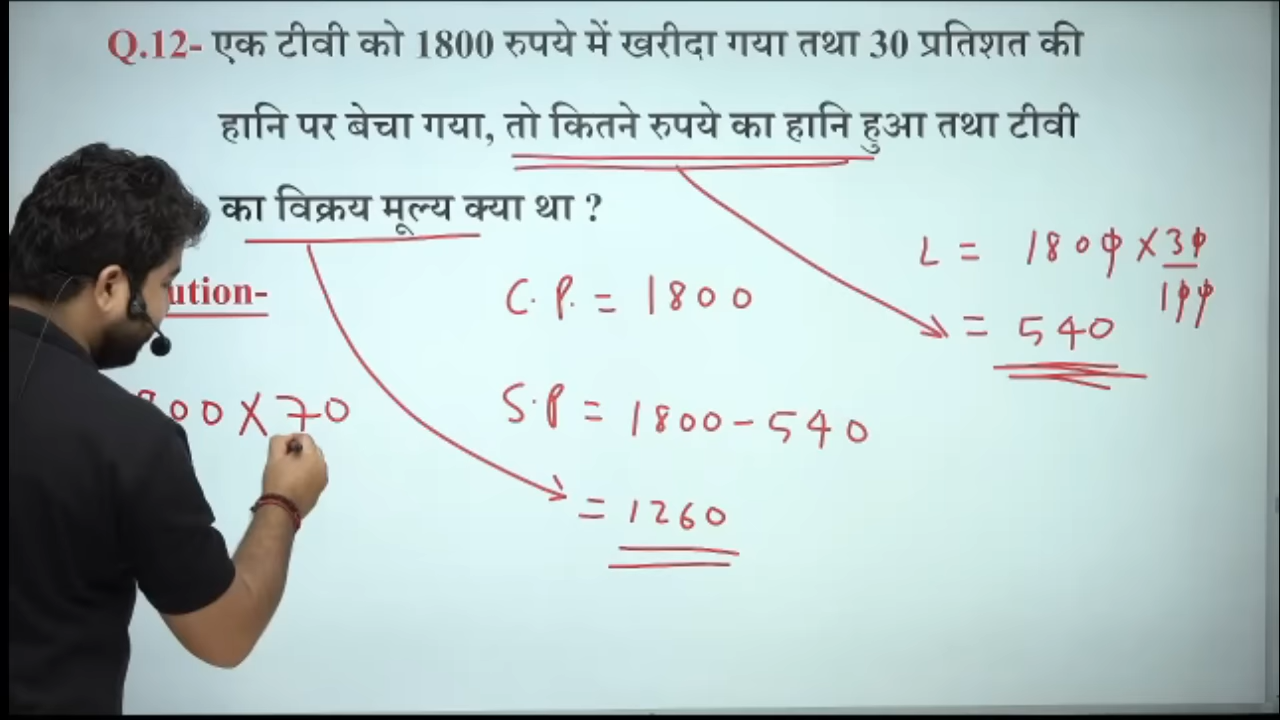 Q.12- एक टीवी को 1800 रुपये में खरीदा गया तथा 30 प्रतिशत की
हानि पर बेचा गया, तो कितने रुपये का हानि हुआ तथा टीवी
का विक्रय मूल्य क्या था ?
ution-
C.P. = 1800
L = 1800 X 30
100
= 540
800 X 70
S.P = 1800 - 540
= 1260